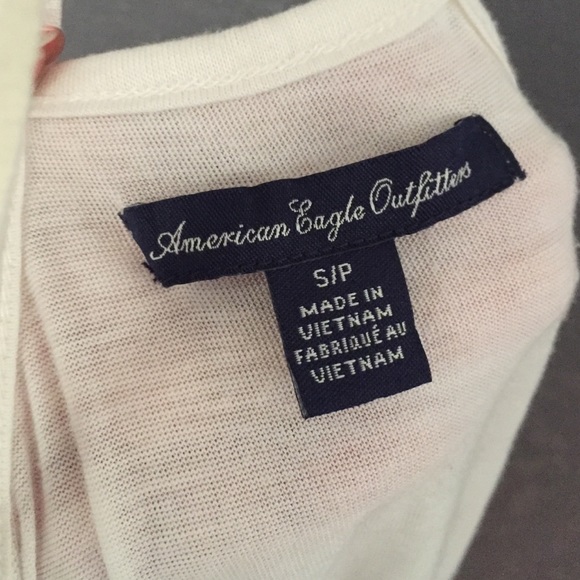 American Eagle Outfitters
S/P
MADE IN
VIETNAM
FABRIQUÉ AU
VIETNAM